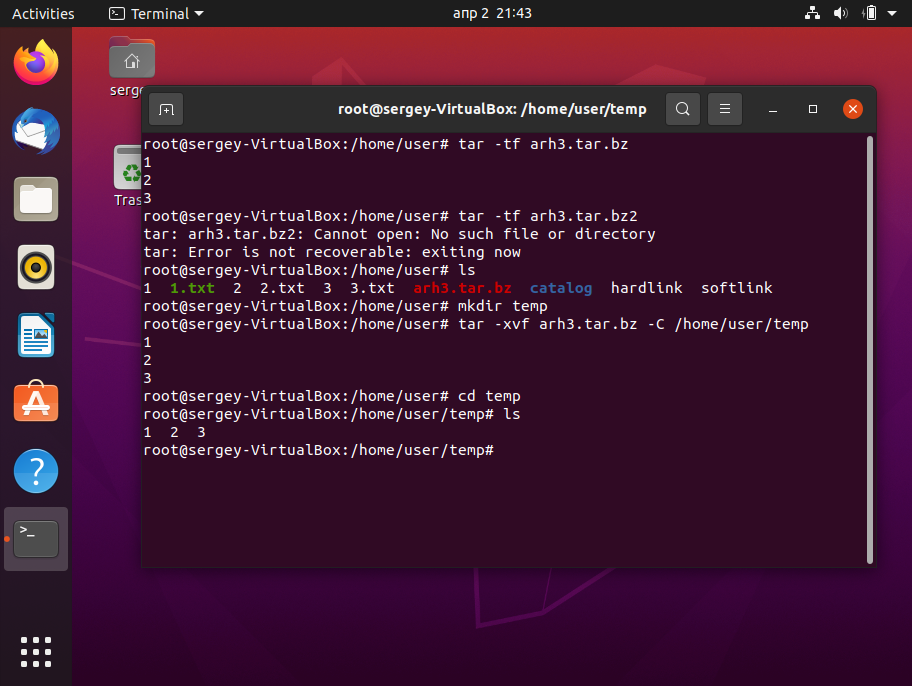 Activities Terminal апр 2 21:43
root@sergey-VirtualBox: /home/user/temp
root@sergey-VirtualBox:/home/user# tar -tf arh3.tar.bz
1
2
3
root@sergey-VirtualBox:/home/user# tar -tf arh3.tar.bz2
tar: arh3.tar.bz2: Cannot open: No such file or directory
tar: Error is not recoverable: exiting now
root@sergey-VirtualBox:/home/user# ls
1 1.txt 2 2.txt 3 3.txt arh3.tar.bz catalog hardlink softlink
root@sergey-VirtualBox:/home/user# mkdir temp
root@sergey-VirtualBox:/home/user# tar -xvf arh3.tar.bz -C /home/user/temp
1
2
3
root@sergey-VirtualBox:/home/user# cd temp
root@sergey-VirtualBox:/home/user/temp# ls
1 2 3
root@sergey-VirtualBox:/home/user/temp#